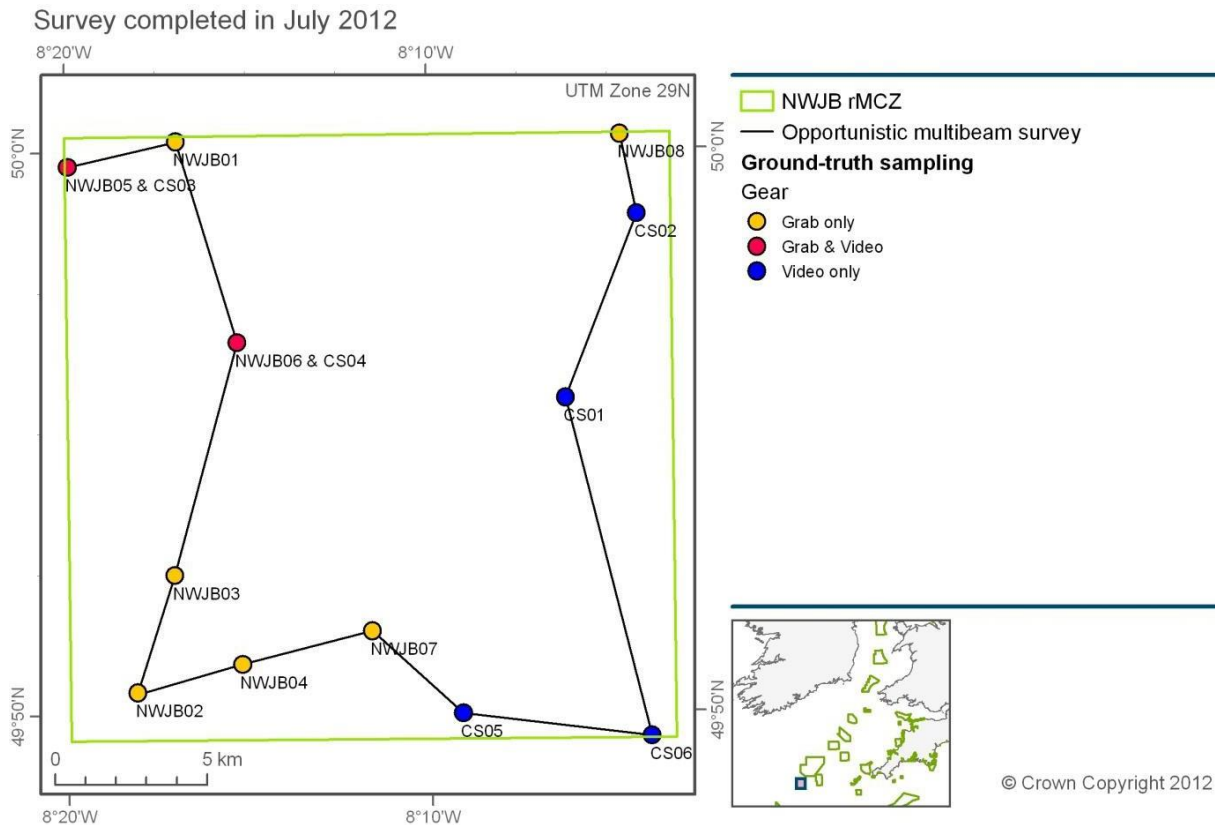 Survey completed in July 2012
8°20'W
8°10'W
UTM Zone 29N
50°0'0"N
50°0'0"N
NWJB01
NWJB08
NWJB05 & CS03
CS02
NWJB06 & CS04
CS01
NWJB03
NWJB07
NWJB04
NWJB02
CS05
CS06
49°50'N
49°50'N
0
5 km
8°20'W
8°10'W
NWJB rMCZ
Opportunistic multibeam survey
Ground-truth sampling
Gear
Grab only
Grab & Video
Video only
© Crown Copyright 2012